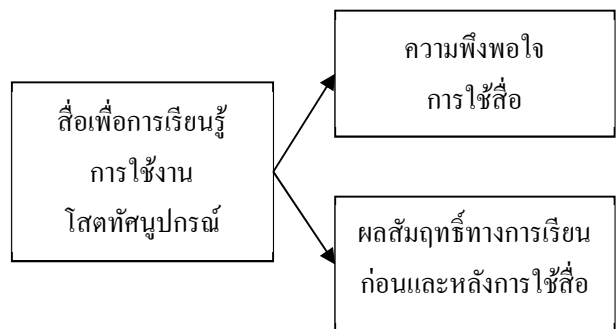 ความพึงพอใจ
การใช้สื่อ
สื่อเพื่อการเรียนรู้
การใช้งาน
โสตทัศนูปกรณ์
ผลสัมฤทธิ์ทางการเรียน
ก่อนและหลังการใช้สื่อ